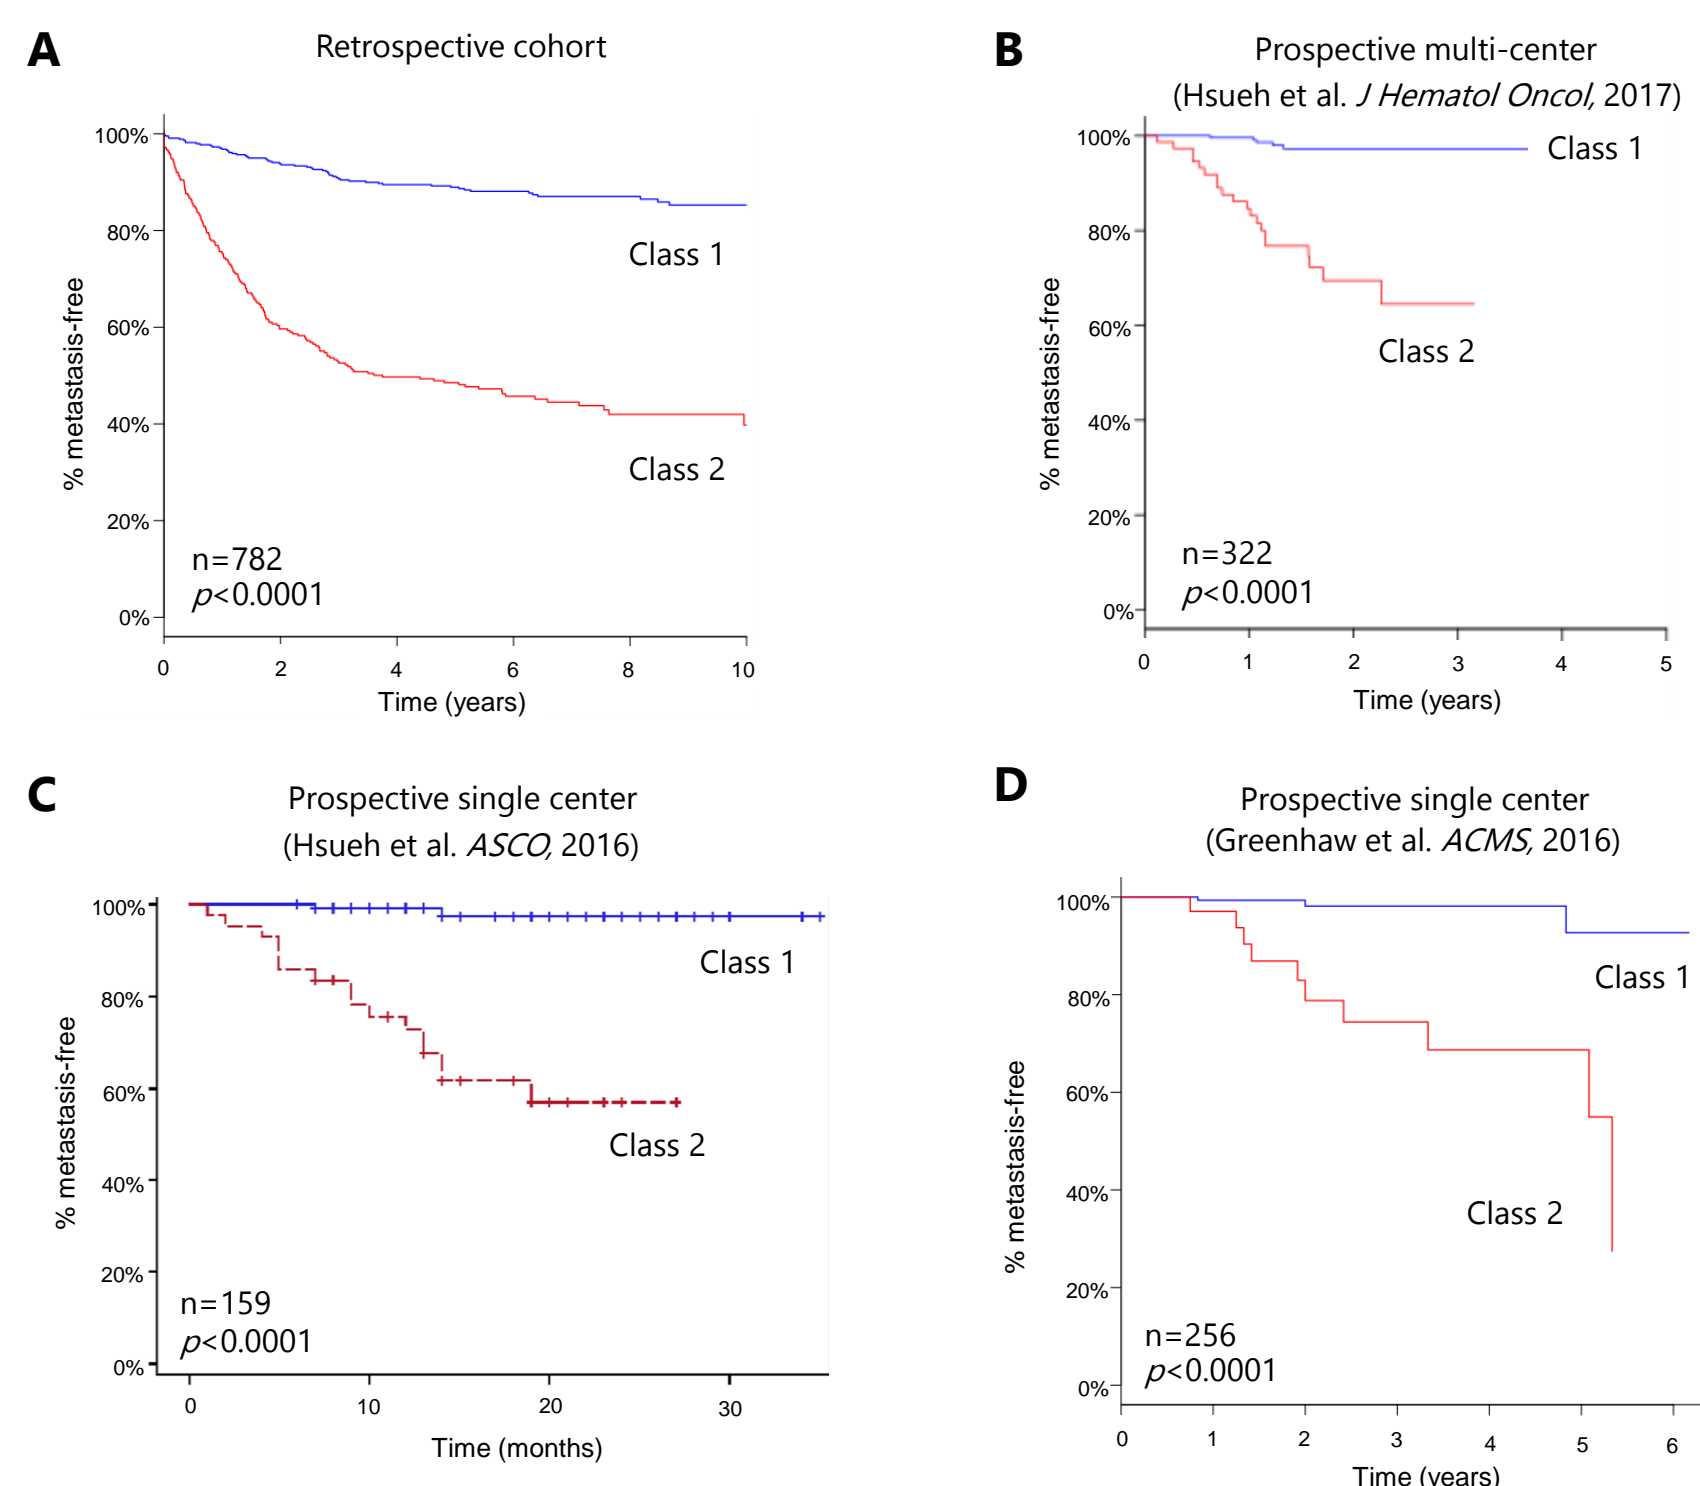 A
Retrospective cohort
100%
80%
60%
40%
20%
0%
% metastasis-free
Class 1
Class 2
n=782
p<0.0001
0 2 4 6 8 10
Time (years)
B
Prospective multi-center
(Hsueh et al. J Hematol Oncol, 2017)
100%
80%
60%
40%
20%
0%
% metastasis-free
Class 1
Class 2
n=322
p<0.0001
0 1 2 3 4 5
Time (years)
C
Prospective single center
(Hsueh et al. ASCO, 2016)
100%
80%
60%
40%
20%
0%
% metastasis-free
Class 1
Class 2
n=159
p<0.0001
0 10 20 30
Time (months)
D
Prospective single center
(Greenhaw et al. ACMS, 2016)
100%
80%
60%
40%
20%
0%
% metastasis-free
Class 1
Class 2
n=256
p<0.0001
0 1 2 3 4 5 6
Time (years)